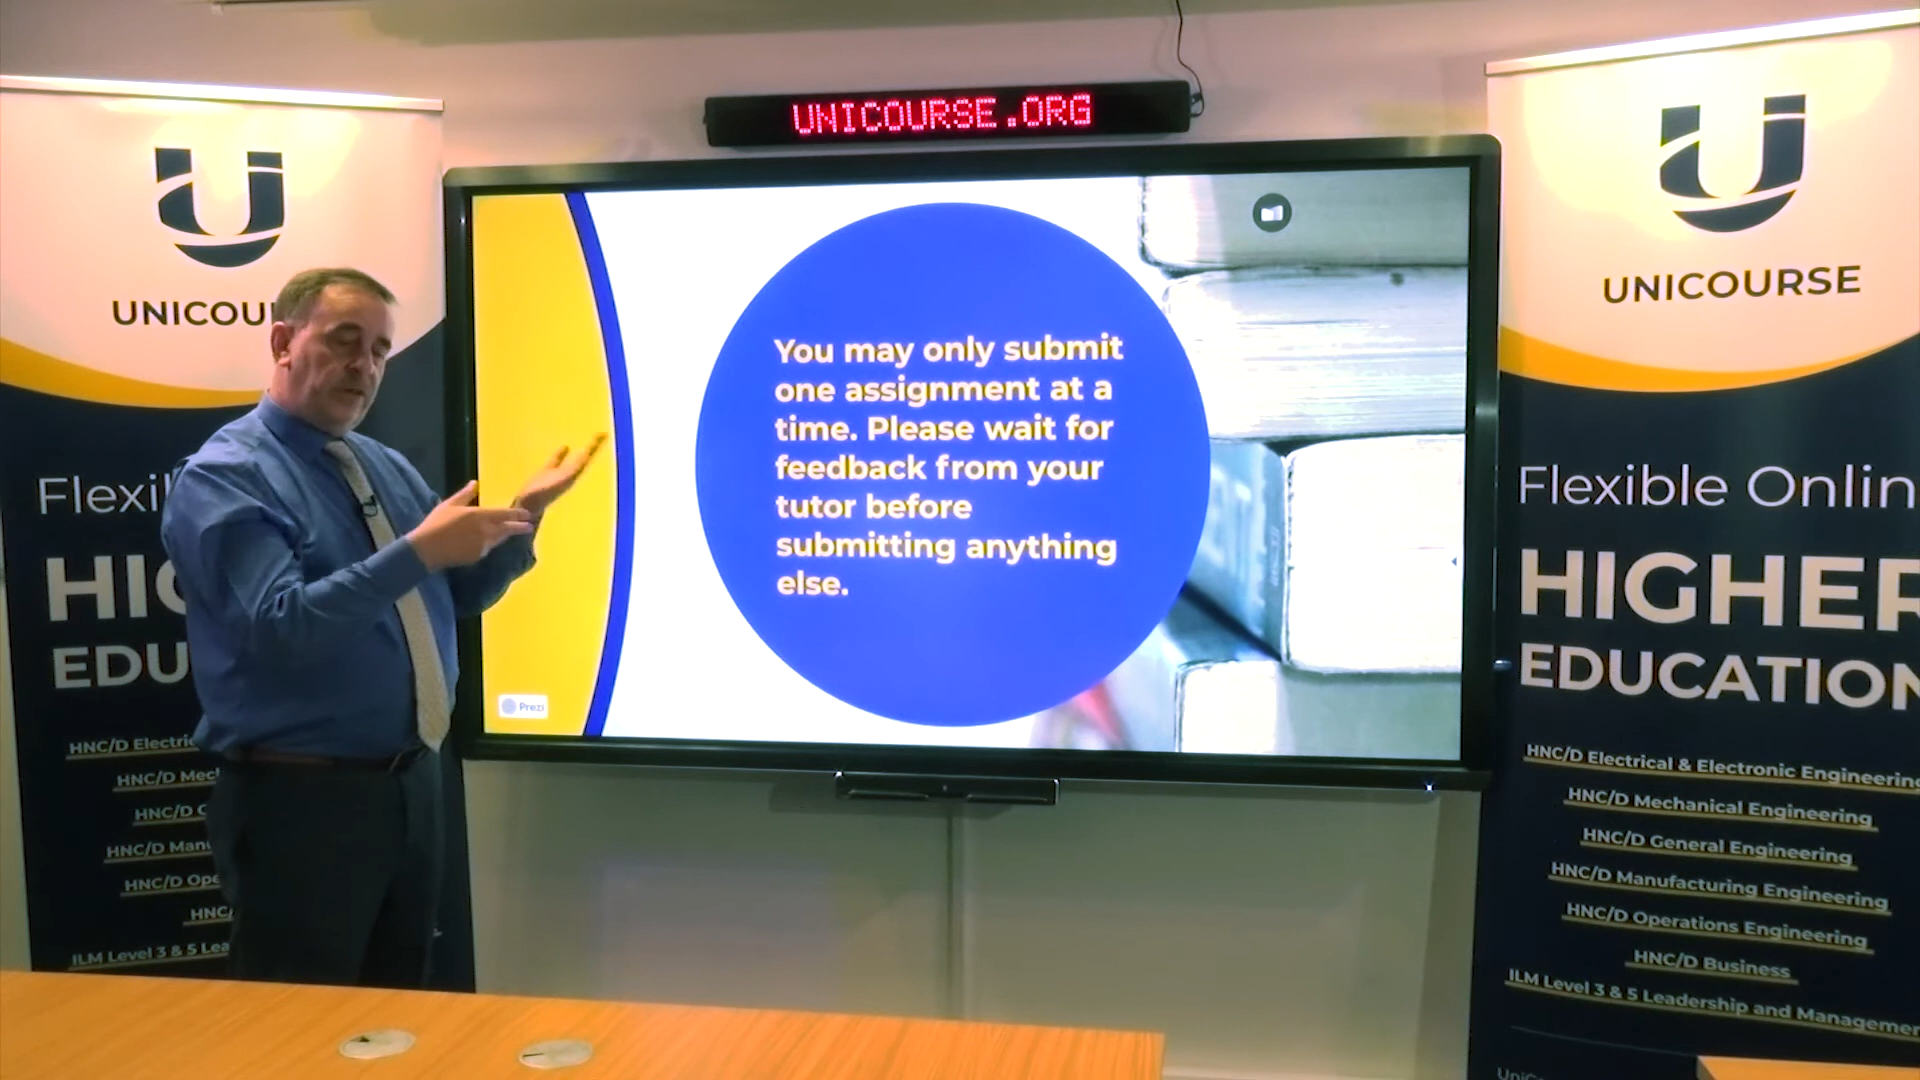 UNICOURSE.ORG
UNICOU
Flexil
HIG
EDU
HNC/D Electric
HNC/D Mec
HNC/D
HNC/D Man
HNC/D Ope
HNC/
ILM Level 3 & 5 Lea
You may only submit
one assignment at a
time. Please wait for
feedback from your
tutor before
submitting anything
else.
Prezi
UNICOURSE
Flexible Onlin
HIGHER
EDUCATION
HNC/D Electrical & Electronic Engineering
HNC/D Mechanical Engineering
HNC/D General Engineering
HNC/D Manufacturing Engineering
HNC/D Operations Engineering
HNC/D Business
ILM Level 3 & 5 Leadership and Managemen